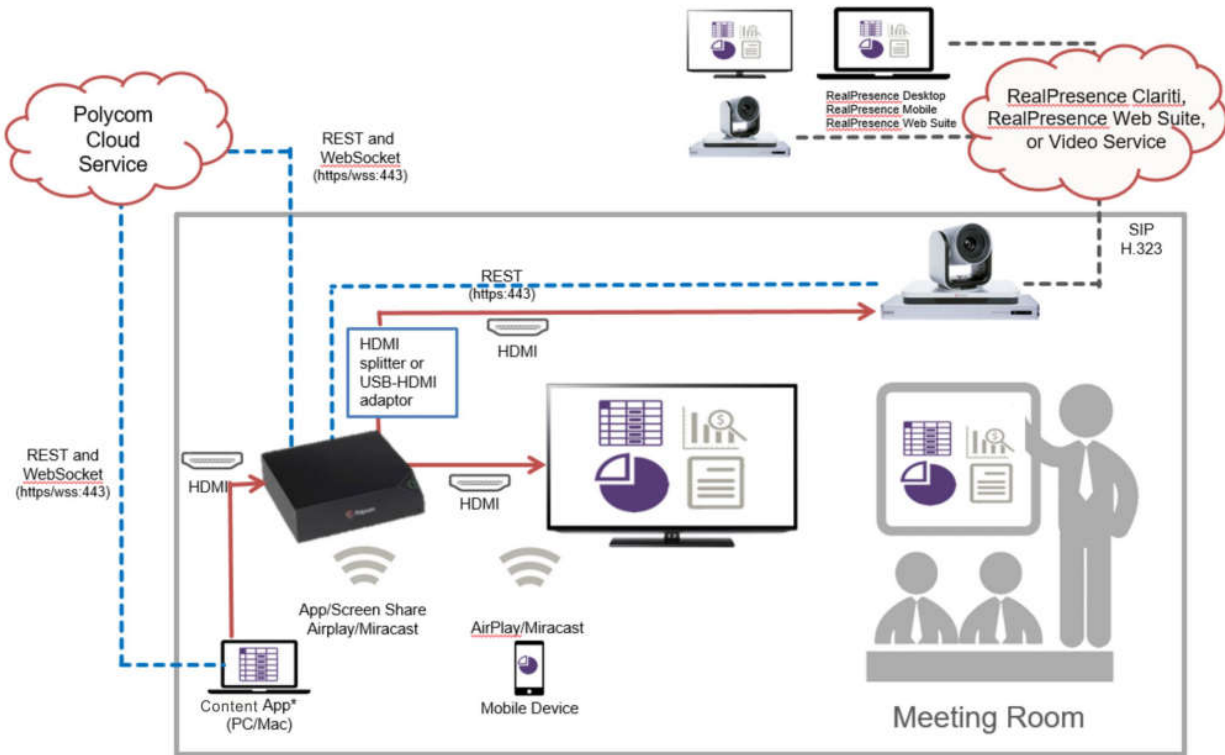 Polycom
Cloud
Service
REST and
WebSocket
(https/wss:443)
RealPresence Desktop
RealPresence Mobile
RealPresence Web Suite
RealPresence Clariti,
RealPresence Web Suite,
or Video Service
SIP
H.323
REST
(https:443)
HDMI
splitter or
USB-HDMI
adaptor
HDMI
REST and
WebSocket
(https/wss:443)
HDMI
HDMI
App/Screen Share
Airplay/Miracast
AirPlay/Miracast
Content App*
(PC/Mac)
Mobile Device
Meeting Room